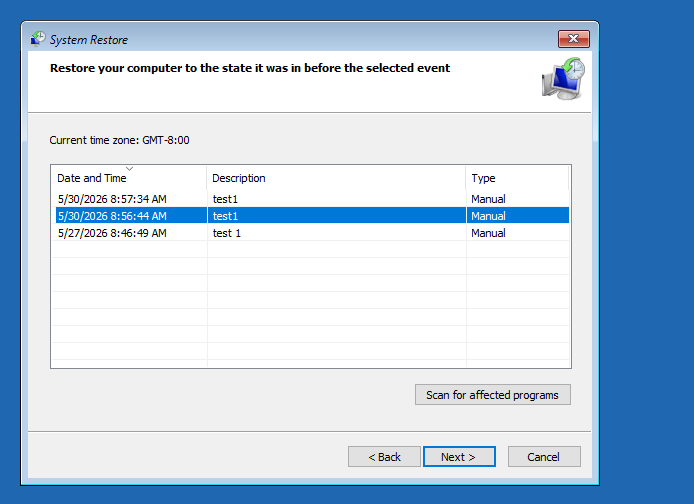 System Restore
Restore your computer to the state it was in before the selected event
Current time zone: GMT-8:00
Date and Time Description Type
5/30/2026 8:57:34 AM test1 Manual
5/30/2026 8:56:44 AM test1 Manual
5/27/2026 8:46:49 AM test 1 Manual
Scan for affected programs
< Back Next > Cancel